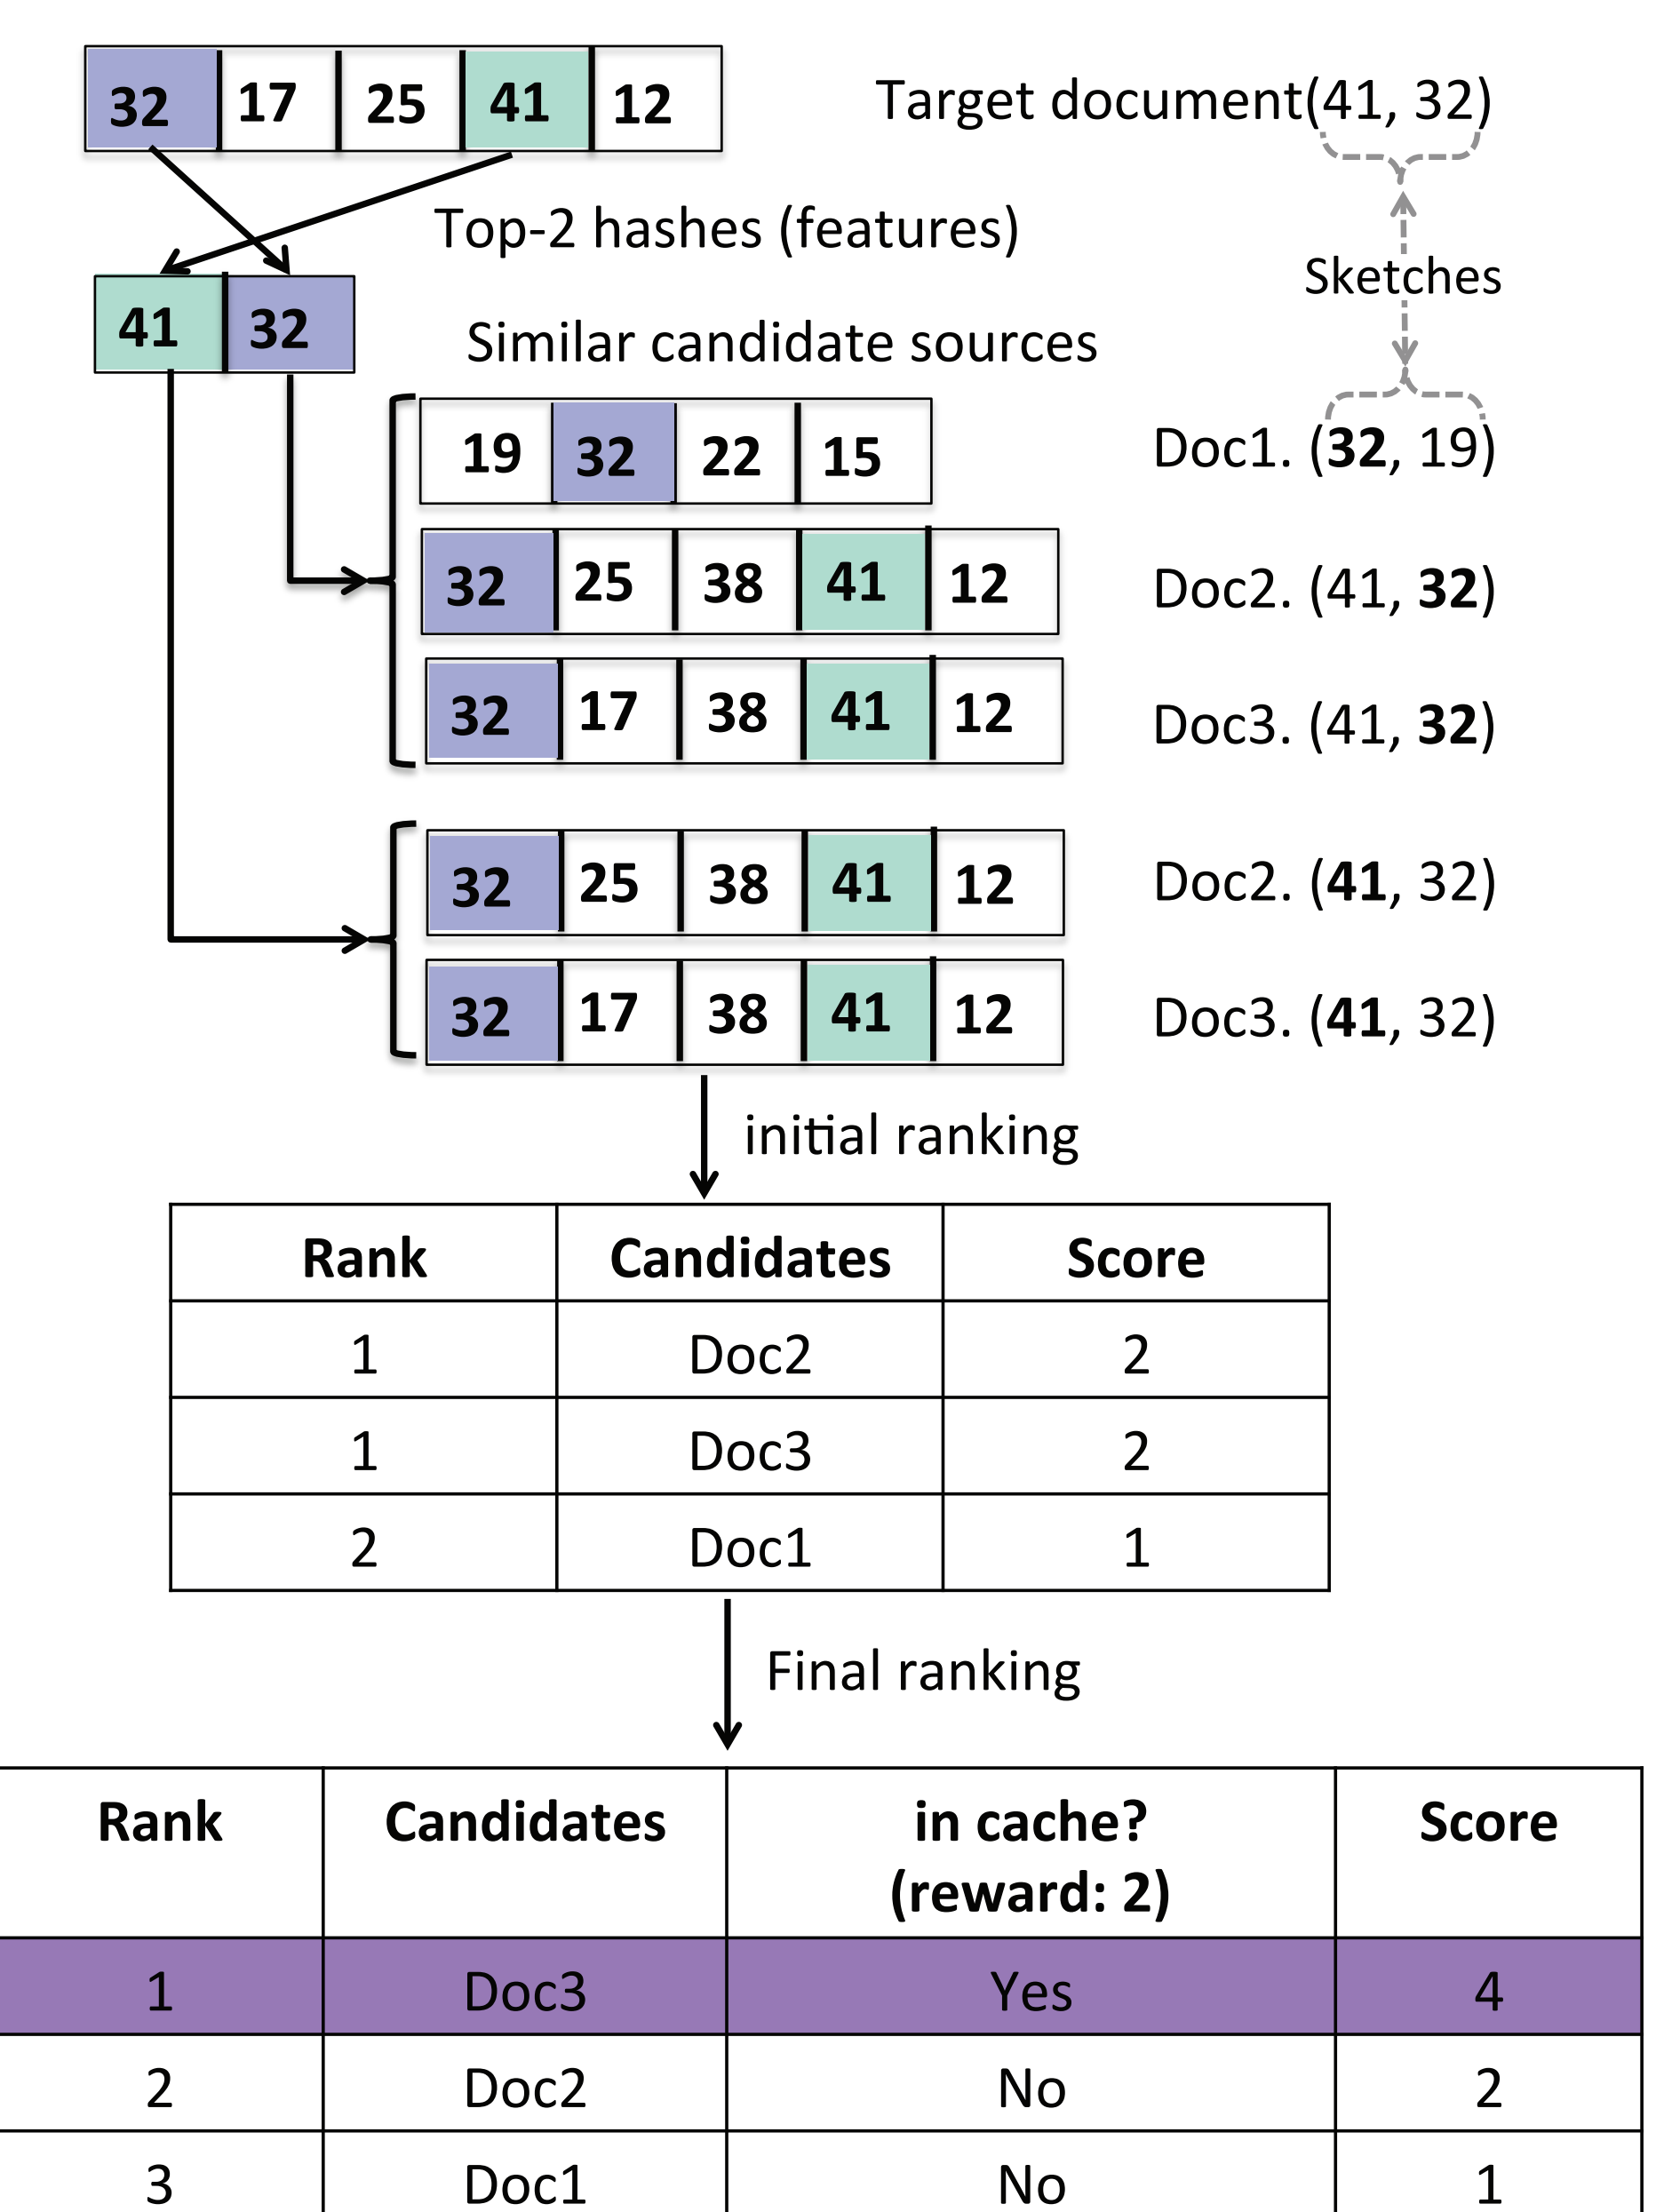 32 17 25 41 12 Target document(41, 32)
Top-2 hashes (features)
Sketches
41 32
Similar candidate sources
19 32 22 15 Doc1. (32, 19)
32 25 38 41 12 Doc2. (41, 32)
32 17 38 41 12 Doc3. (41, 32)
32 25 38 41 12 Doc2. (41, 32)
32 17 38 41 12 Doc3. (41, 32)
initial ranking
Rank Candidates Score
1 Doc2 2
1 Doc3 2
2 Doc1 1
Final ranking
Rank Candidates in cache? Score
(reward: 2)
1 Doc3 Yes 4
2 Doc2 No 2
3 Doc1 No 1